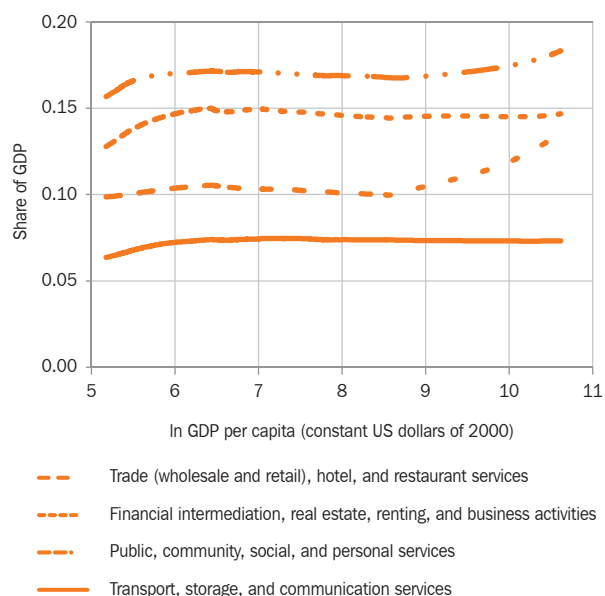 0.20
0.15
0.10
0.05
0.00
Share of GDP
5 6 7 8 9 10 11
ln GDP per capita (constant US dollars of 2000)
Trade (wholesale and retail), hotel, and restaurant services
Financial intermediation, real estate, renting, and business activities
Public, community, social, and personal services
Transport, storage, and communication services